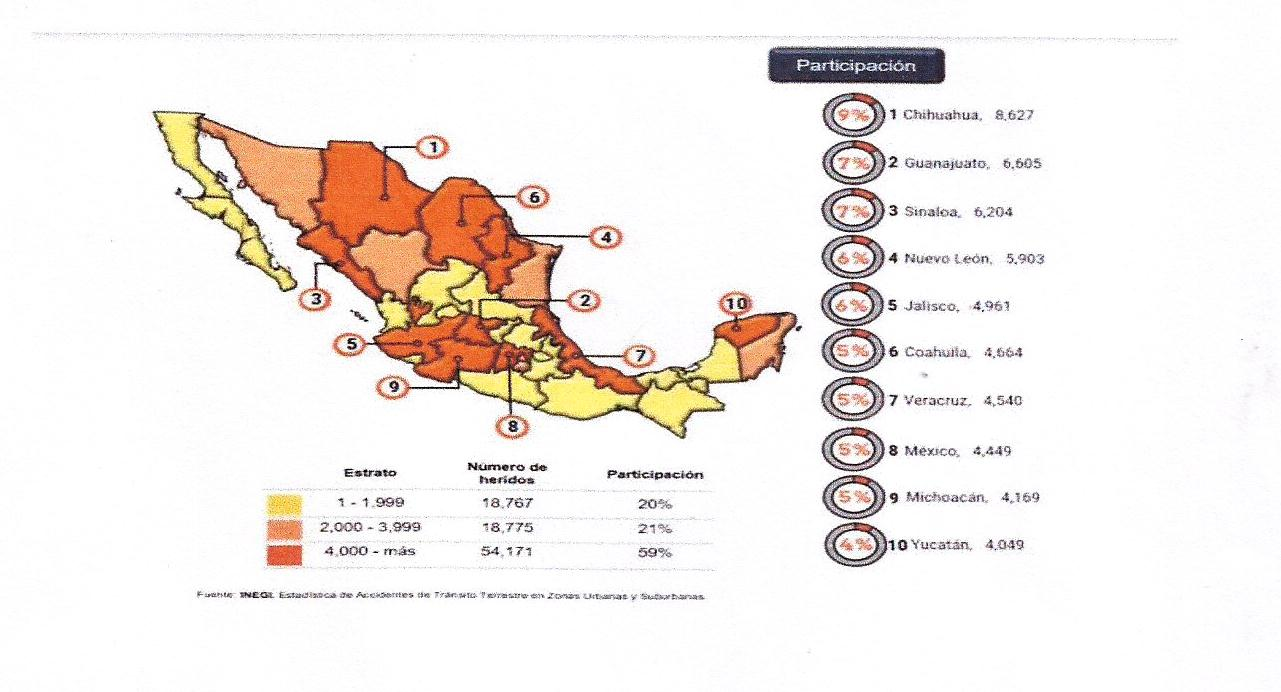 Participación
9% 1 Chihuahua, 8,627
7% 2 Guanajuato, 6,605
7% 3 Sinaloa, 6,204
6% 4 Nuevo León, 5,903
6% 5 Jalisco, 4,961
5% 6 Coahuila, 4,664
5% 7 Veracruz, 4,540
5% 8 México, 4,449
5% 9 Michoacán, 4,169
4% 10 Yucatán, 4,049
1
6
4
3
2
10
5
7
9
8
Estrato Número de heridos Participación
1 - 1,999 18,767 20%
2,000 - 3,999 18,775 21%
4,000 - más 54,171 59%
Fuente: INEGI. Estadística de Accidentes de Tránsito Terrestre en Zonas Urbanas y Suburbanas.